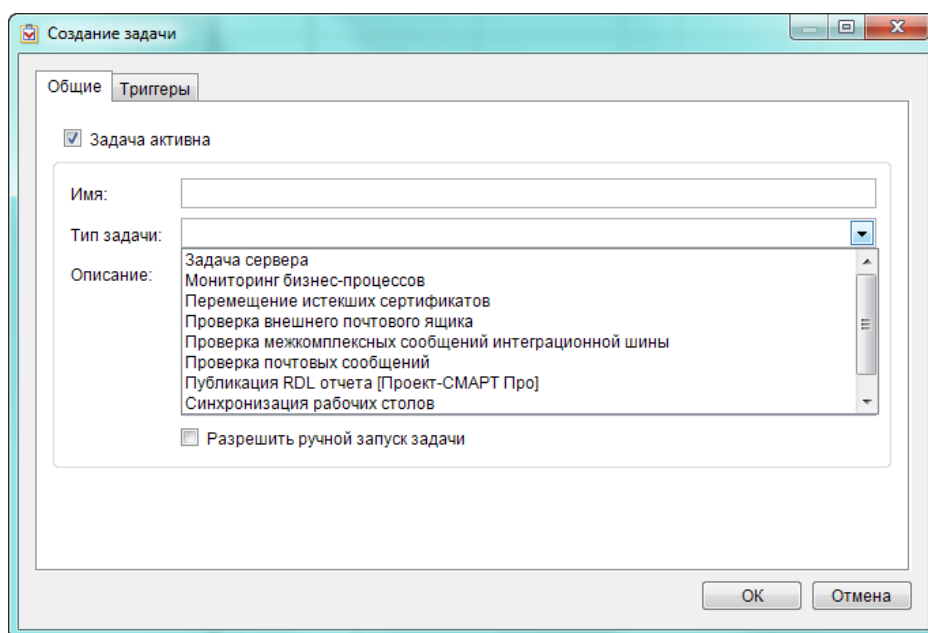 Создание задачи
Общие Триггеры
Задача активна
Имя:
Тип задачи:
Описание:
Задача сервера
Мониторинг бизнес-процессов
Перемещение истекших сертификатов
Проверка внешнего почтового ящика
Проверка межкомплексных сообщений интеграционной шины
Проверка почтовых сообщений
Публикация RDL отчета [Проект-СМАРТ Про]
Синхронизация рабочих столов
Разрешить ручной запуск задачи
ОК Отмена